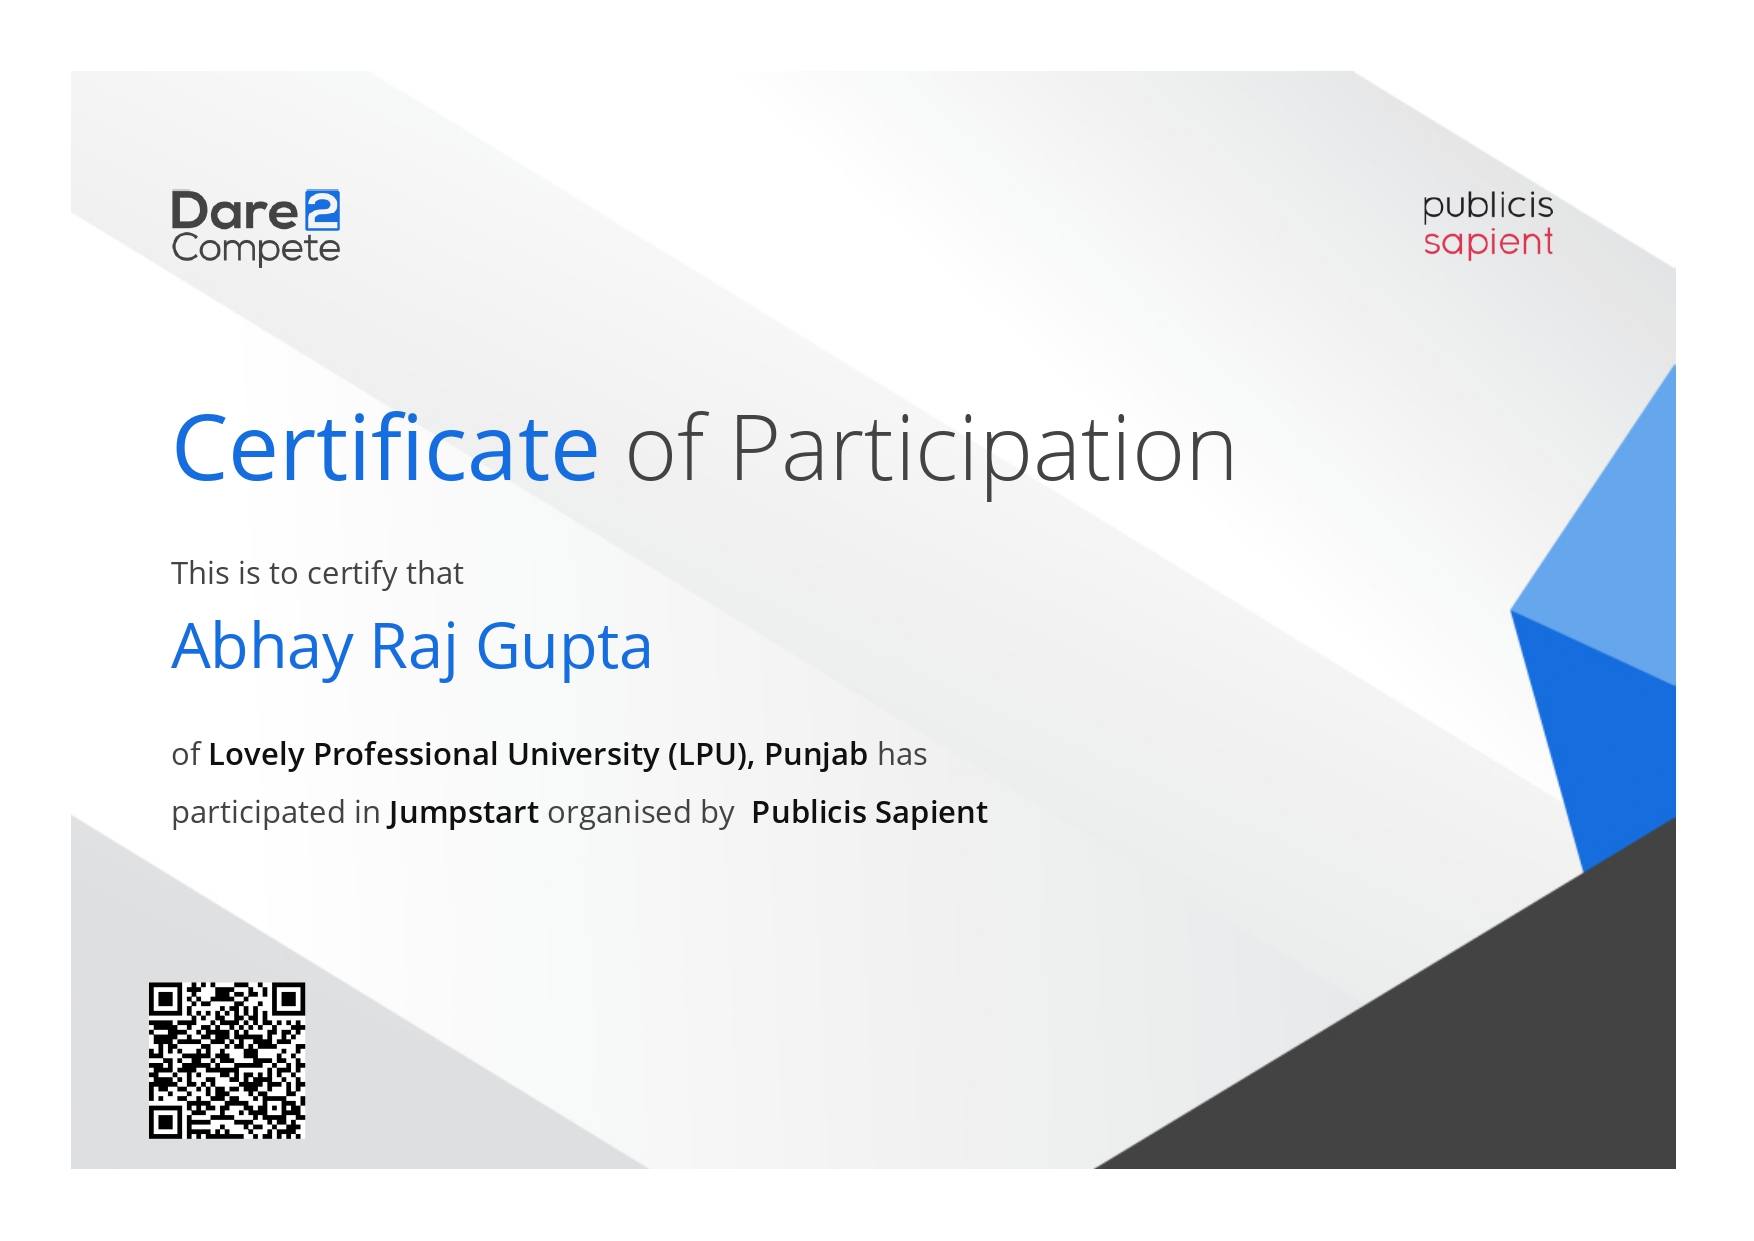 Dare2
Compete
publicis
sapient
Certificate of Participation
This is to certify that
Abhay Raj Gupta
of Lovely Professional University (LPU), Punjab has
participated in Jumpstart organised by Publicis Sapient